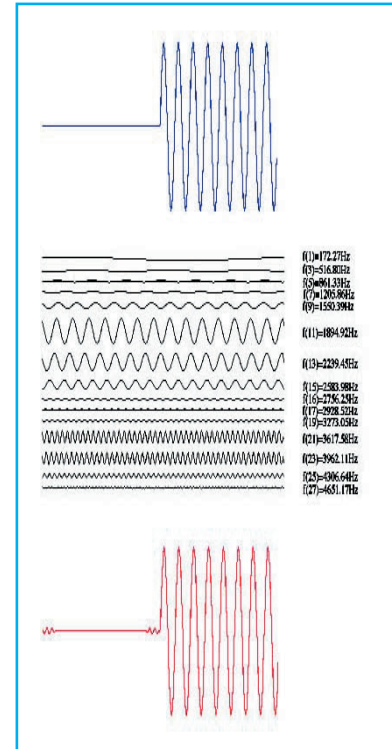 f(1)=172.27Hz
f(3)=516.80Hz
f(5)=861.33Hz
f(7)=1205.86Hz
f(9)=1550.39Hz
f(11)=1894.92Hz
f(13)=2239.45Hz
f(15)=2583.98Hz
f(16)=2756.25Hz
f(17)=2928.52Hz
f(19)=3273.05Hz
f(21)=3617.58Hz
f(23)=3962.11Hz
f(25)=4306.64Hz
f(27)=4651.17Hz